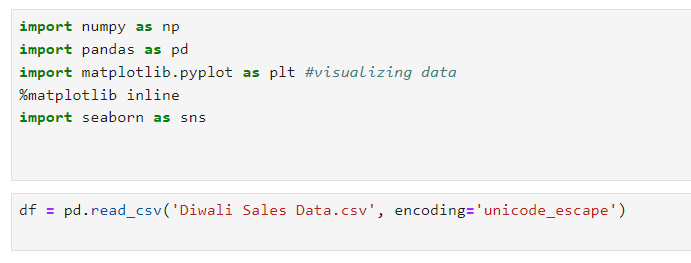 import numpy as np
import pandas as pd
import matplotlib.pyplot as plt #visualizing data
%matplotlib inline
import seaborn as sns
df = pd.read_csv('Diwali Sales Data.csv', encoding='unicode_escape')